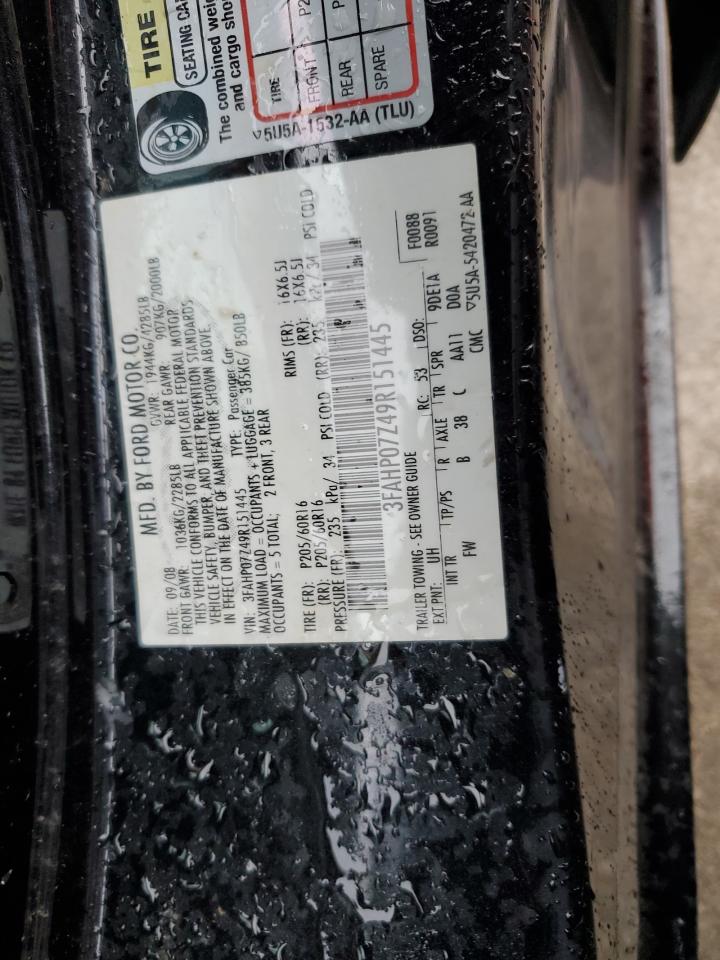 TIRE
SEATING CA
The combined wei
and cargo sho
TIRE
FRONT P2
REAR P
SPARE
▽5U5A-1532-AA (TLU)
MFD. BY FORD MOTOR CO.
DATE: 09/08 GVWR: 1944KG/4285LB
FRONT GAWR: 1036KG/2285LB REAR GAWR: 907KG/2000LB
THIS VEHICLE CONFORMS TO ALL APPLICABLE FEDERAL MOTOR
VEHICLE SAFETY, BUMPER, AND THEFT PREVENTION STANDARDS
IN EFFECT ON THE DATE OF MANUFACTURE SHOWN ABOVE.
VIN: 3FAHP07Z49R151445 TYPE: Passenger Car
MAXIMUM LOAD = OCCUPANTS + LUGGAGE = 385KG/ 850LB
OCCUPANTS = 5 TOTAL; 2 FRONT, 3 REAR
TIRE (FR): P205/60R16 RIMS (FR): 16X6.5J
(RR): P205/60R16 (RR): 16X6.5J
PRESSURE (FR): 235 kPa/ 34 PSI COLD (RR): 235 kPa/ 34 PSI COLD
3FAHP07Z49R151445
F0088
R0091
TRAILER TOWING - SEE OWNER GUIDE
EXT PNT: UH RC: 53 DSO: 9DE1A
INT TR TP/PS R AXLE TR SPR D0A
FW B 38 C AA11
CMC ▽5U5A-5420472-AA